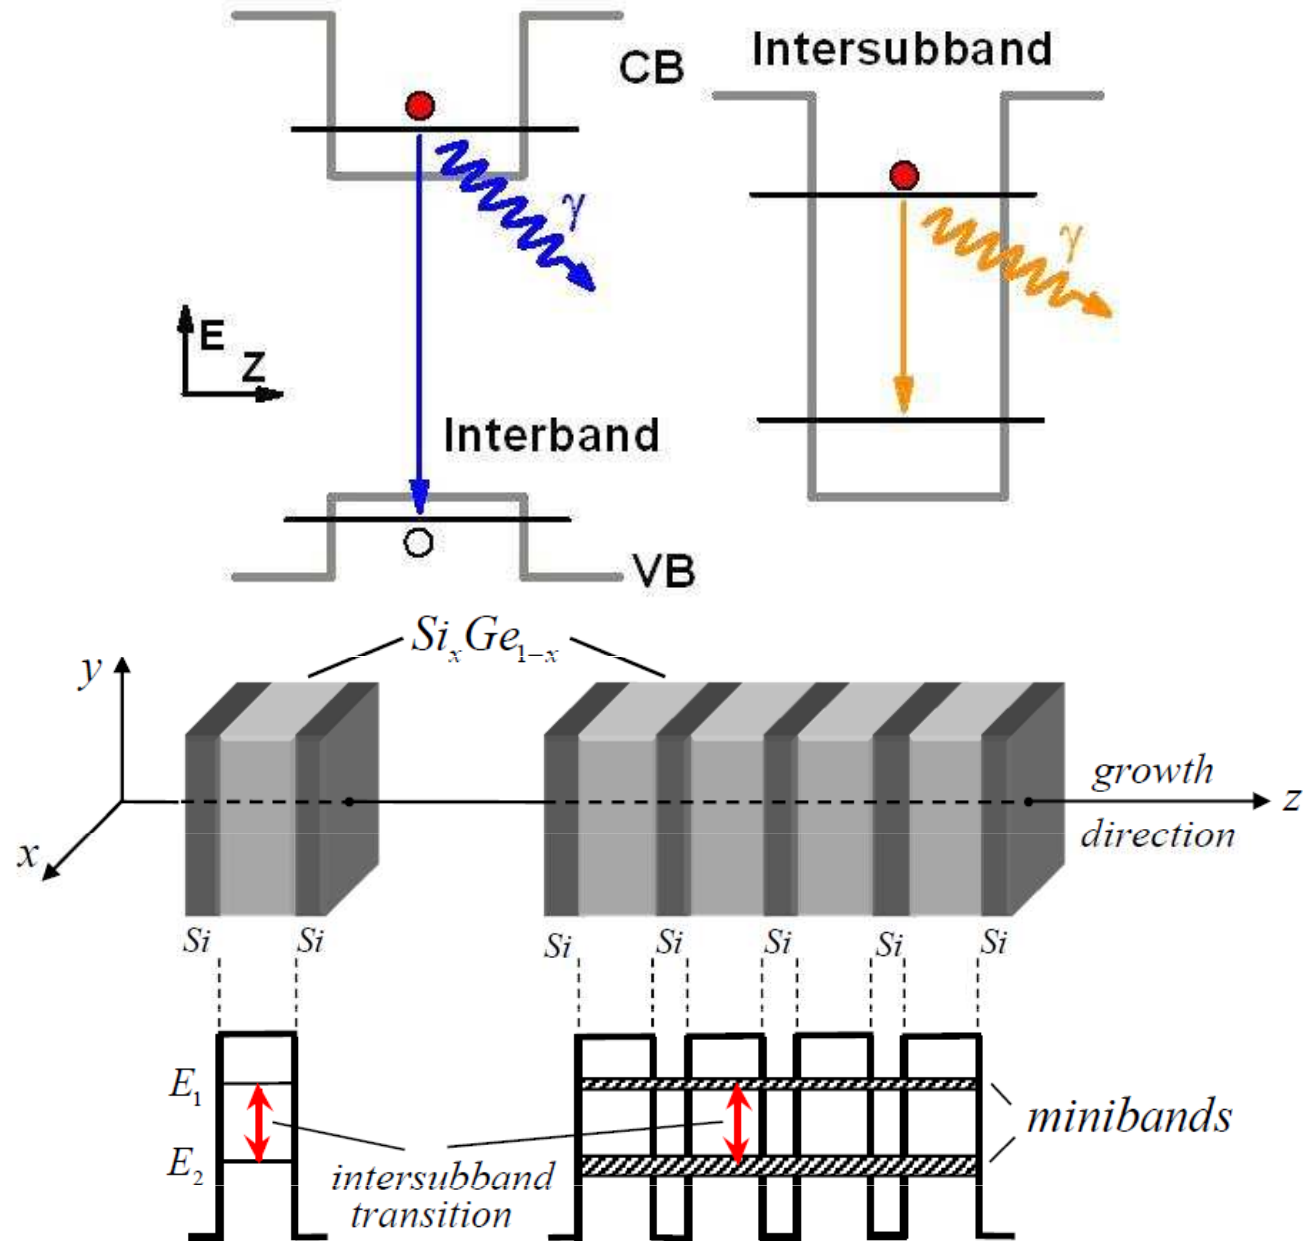 CB
Intersubband
γ
γ
E
Z
Interband
VB
SiₓGe₁₋ₓ
y
growth
z
direction
x
Si
Si
Si
Si
Si
Si
Si
E₁
minibands
E₂
intersubband
transition